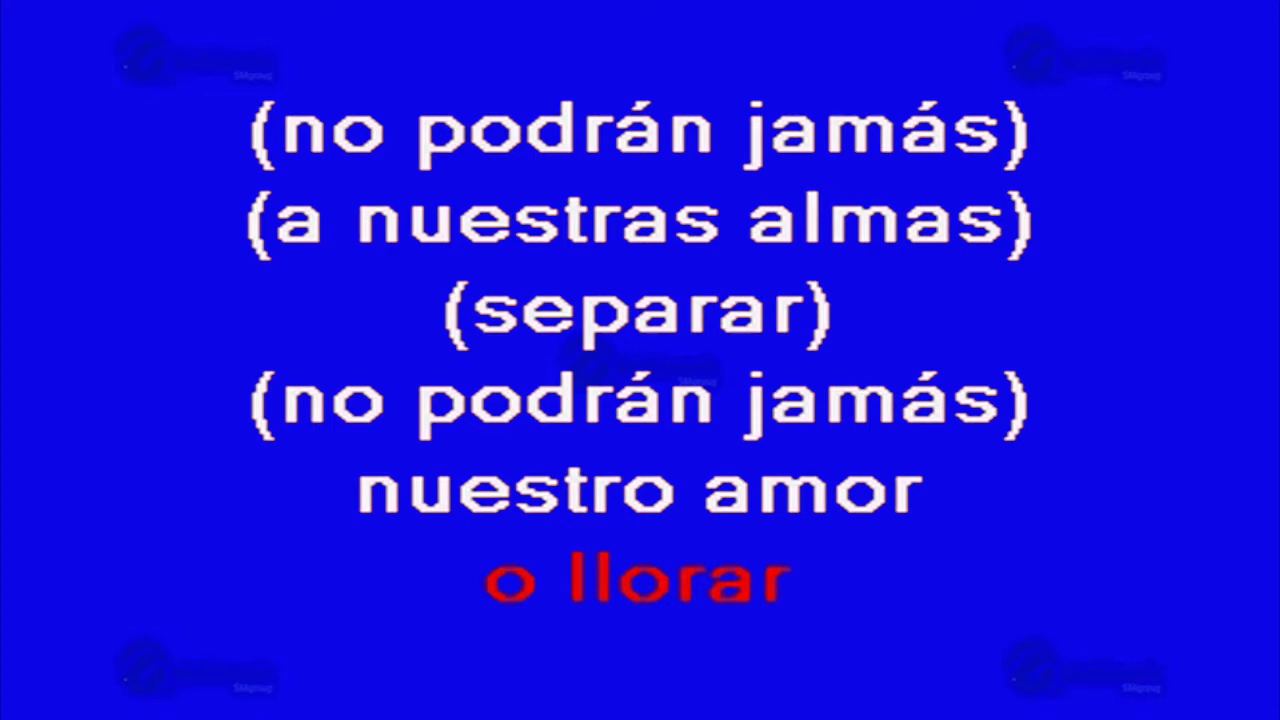 (no podrán jamás)
(a nuestras almas)
(separar)
(no podrán jamás)
nuestro amor
o llorar